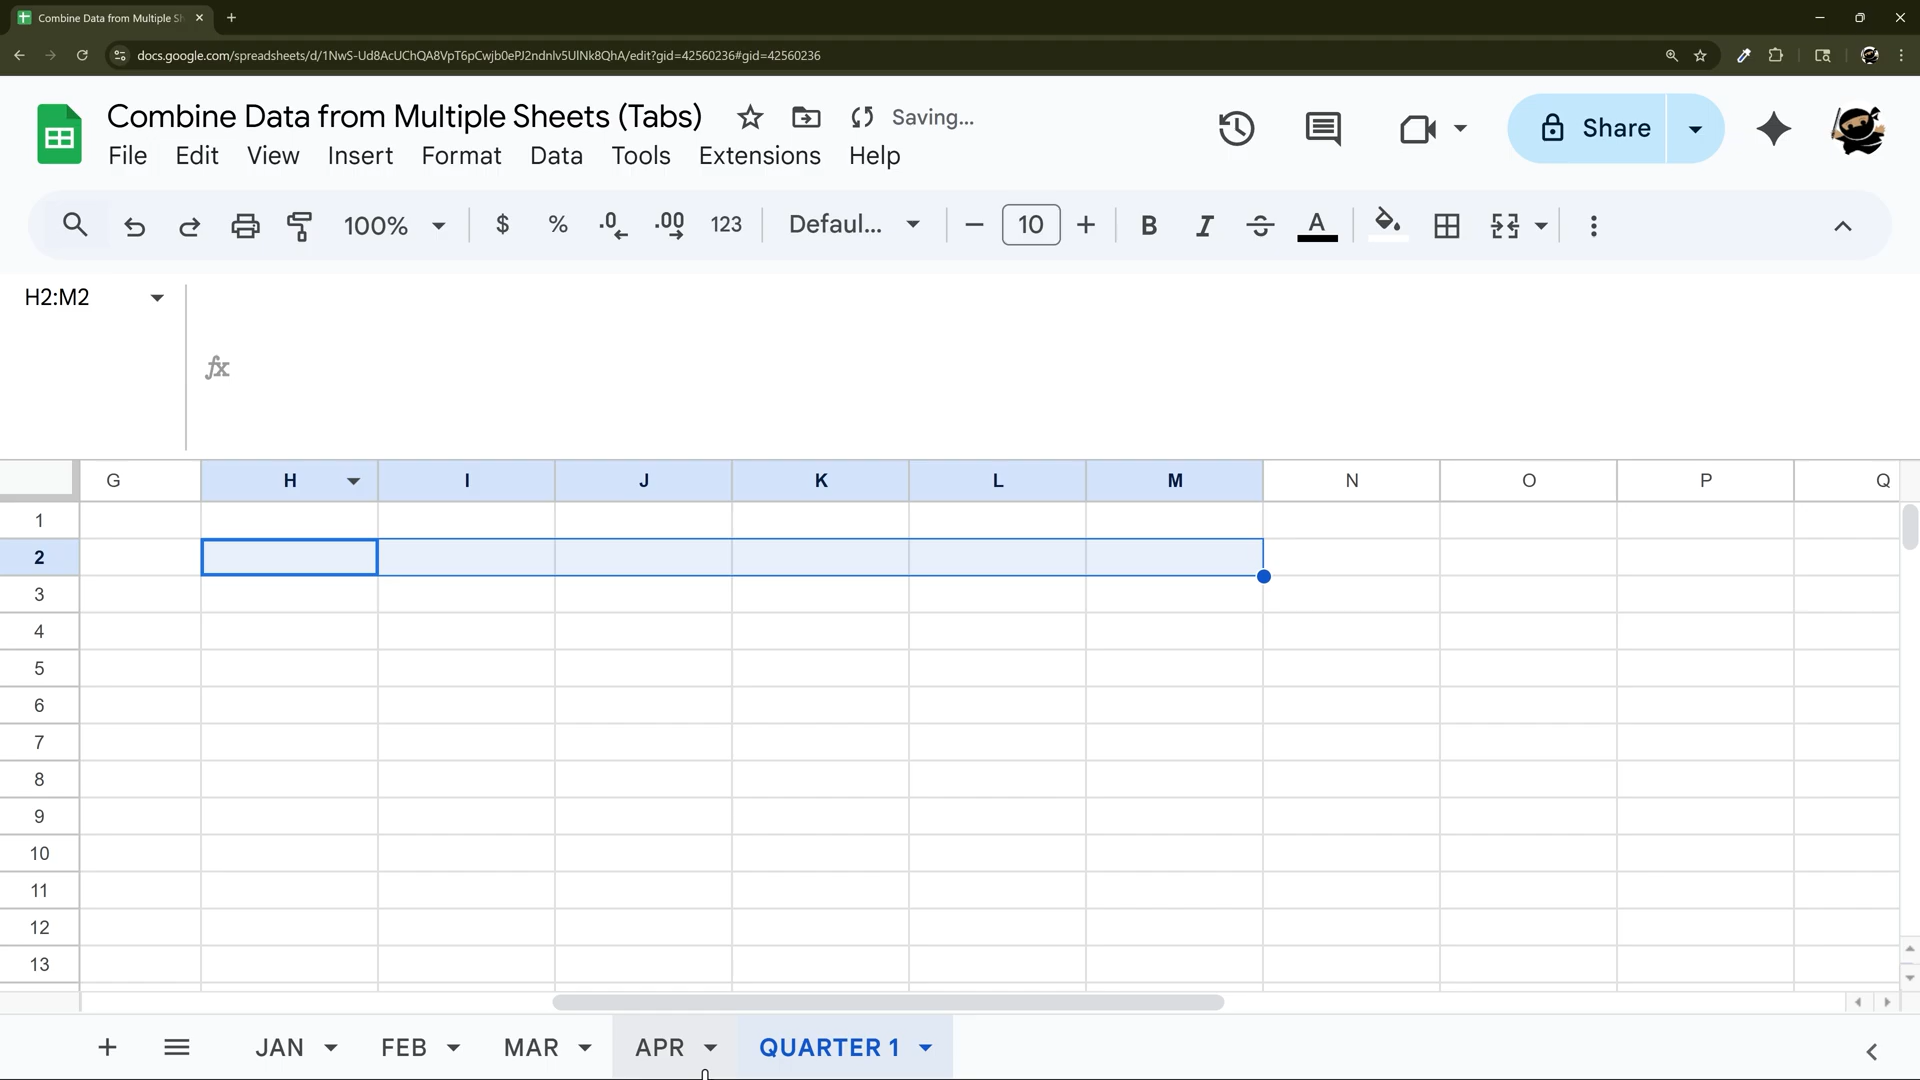 Combine Data from Multiple Sh
docs.google.com/spreadsheets/d/1NwS-Ud8AcUChQA8VpT6pCwjb0ePJ2ndnlv5UlNk8QhA/edit?gid=42560236#gid=42560236
Combine Data from Multiple Sheets (Tabs) Saving...
File Edit View Insert Format Data Tools Extensions Help
Share
100% $ % .0 .00 123 Defaul... 10 B I A
H2:M2
fx
G H I J K L M N O P Q
1
2
3
4
5
6
7
8
9
10
11
12
13
JAN FEB MAR APR QUARTER 1